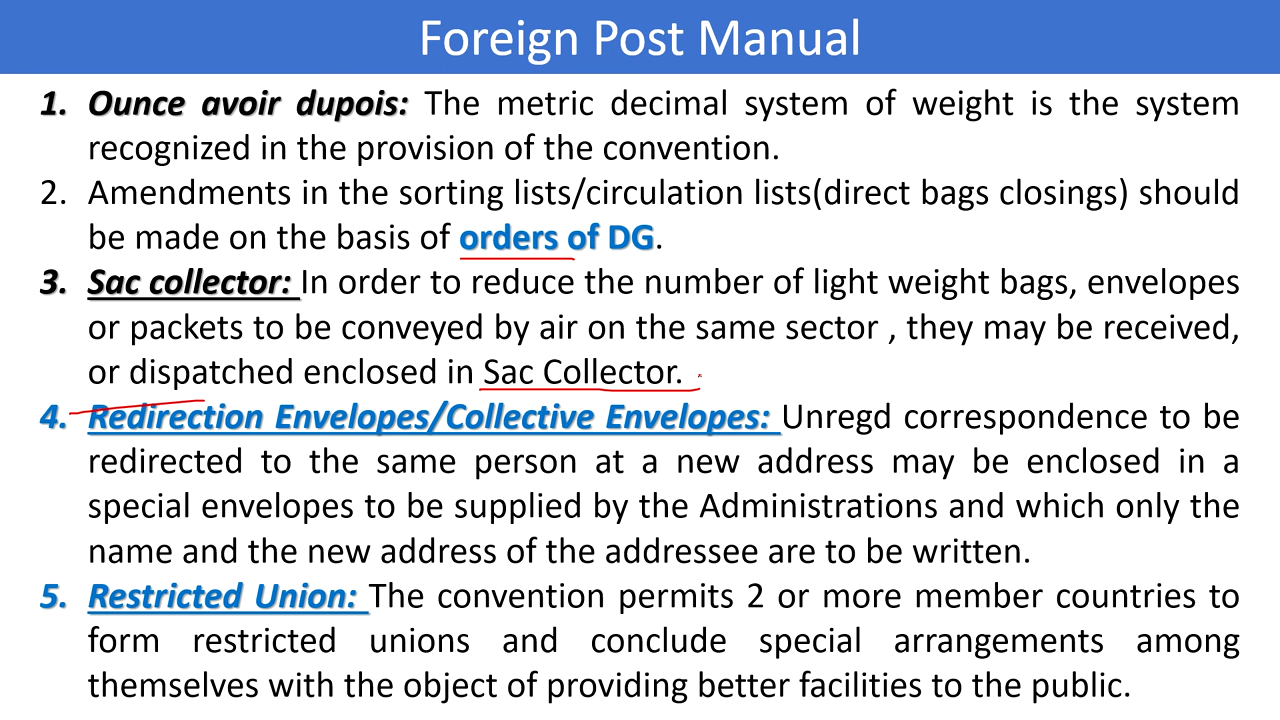 Foreign Post Manual
1. Ounce avoir dupois: The metric decimal system of weight is the system
recognized in the provision of the convention.
2. Amendments in the sorting lists/circulation lists(direct bags closings) should
be made on the basis of orders of DG.
3. Sac collector: In order to reduce the number of light weight bags, envelopes
or packets to be conveyed by air on the same sector , they may be received,
or dispatched enclosed in Sac Collector.
4. Redirection Envelopes/Collective Envelopes: Unregd correspondence to be
redirected to the same person at a new address may be enclosed in a
special envelopes to be supplied by the Administrations and which only the
name and the new address of the addressee are to be written.
5. Restricted Union: The convention permits 2 or more member countries to
form restricted unions and conclude special arrangements among
themselves with the object of providing better facilities to the public.